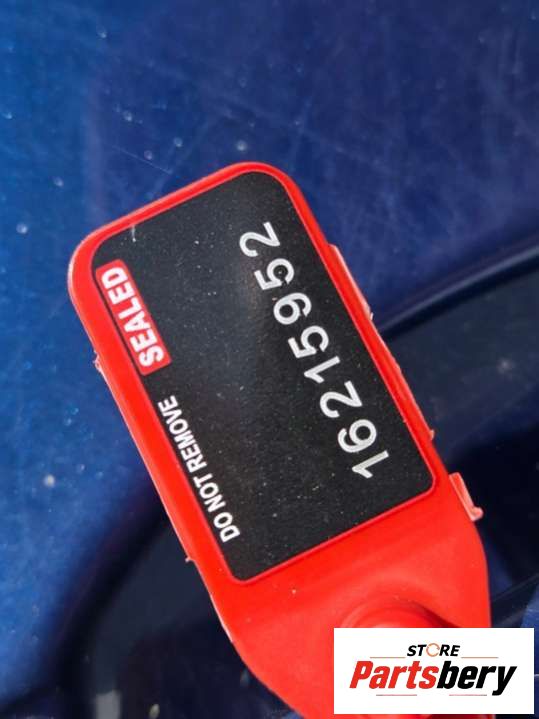 DO NOT REMOVE SEALED
16215952
STORE
Partsbery